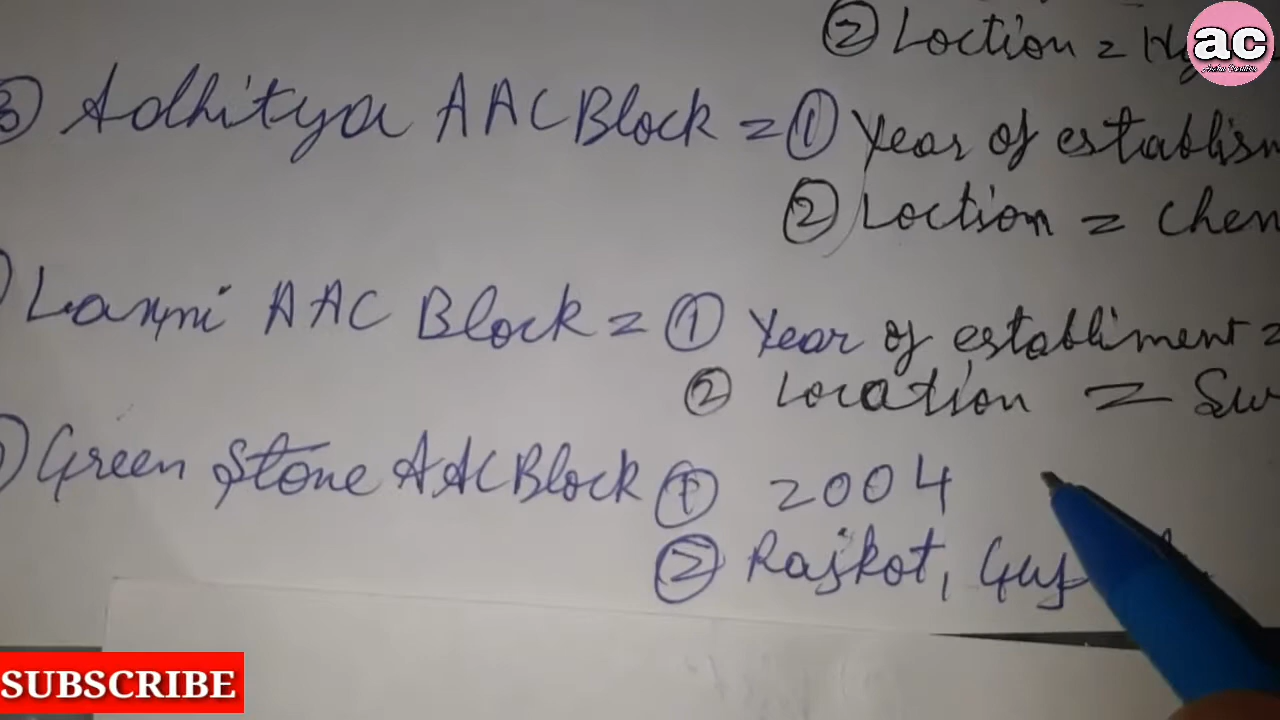 ② Loction = Hy
ac
③ Adhitya AAC Block = ① Year of establism
② Loction = Chen
Laxmi AAC Block = ① Year of establiment =
② Location = Su
Green Stone AAC Block ① 2004
② Rajkot, Guj
SUBSCRIBE